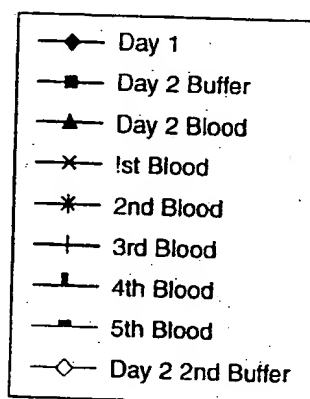 Day 1
Day 2 Buffer
Day 2 Blood
!st Blood
2nd Blood
3rd Blood
4th Blood
5th Blood
Day 2 2nd Buffer